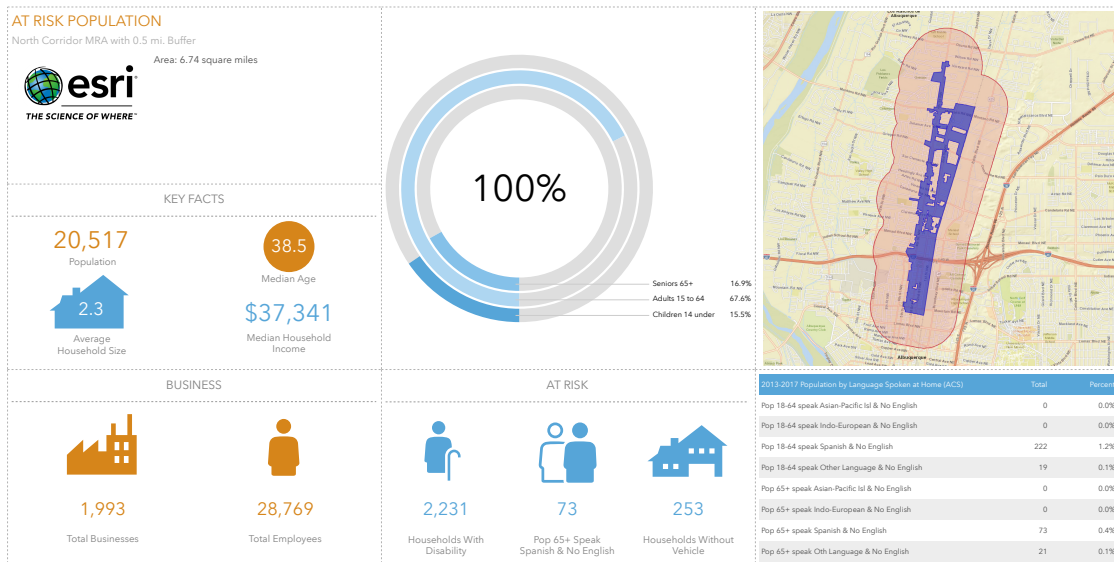 AT RISK POPULATION
North Corridor MRA with 0.5 mi. Buffer
Area: 6.74 square miles
esri
THE SCIENCE OF WHERE
KEY FACTS
20,517
Population
38.5
Median Age
2.3
Average
Household Size
$37,341
Median Household
Income
100%
Seniors 65+ 16.9%
Adults 15 to 64 67.6%
Children 14 under 15.5%
Albuquerque
Albuquerque
BUSINESS
1,993
Total Businesses
28,769
Total Employees
AT RISK
2,231
Households With
Disability
73
Pop 65+ Speak
Spanish & No English
253
Households Without
Vehicle
2013-2017 Population by Language Spoken at Home (ACS) Total Percent
Pop 18-64 speak Asian-Pacific Isl & No English 0 0.0%
Pop 18-64 speak Indo-European & No English 0 0.0%
Pop 18-64 speak Spanish & No English 222 1.2%
Pop 18-64 speak Other Language & No English 19 0.1%
Pop 65+ speak Asian-Pacific Isl & No English 0 0.0%
Pop 65+ speak Indo-European & No English 0 0.0%
Pop 65+ speak Spanish & No English 73 0.4%
Pop 65+ speak Oth Language & No English 21 0.1%